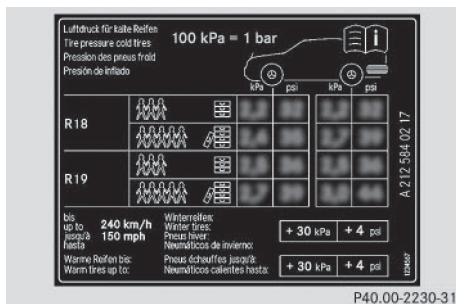 Luftdruck für kalte Reifen
Tire pressure cold tires
Pression des pneus froid
Presión de inflado
100 kPa = 1 bar
kPa psi kPa psi
R18
R19
bis
up to
jusqu'à
hasta
240 km/h
150 mph
Winterreifen:
Winter tires:
Pneus hiver:
Neumáticos de invierno:
+ 30 kPa + 4 psi
Warme Reifen bis:
Warm tires up to:
Pneus échauffes jusqu'à:
Neumáticos calientes hasta:
+ 30 kPa + 4 psi
A 212 584 02 17
1234567
P40.00-2230-31